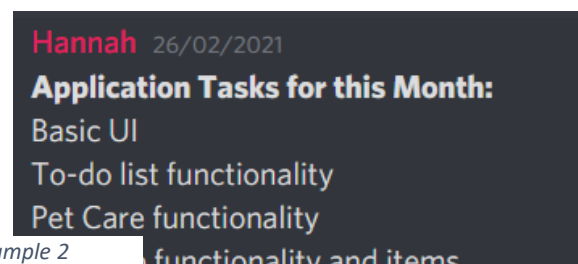 Hannah 26/02/2021
Application Tasks for this Month:
Basic UI
To-do list functionality
Pet Care functionality
functionality and items
ample 2